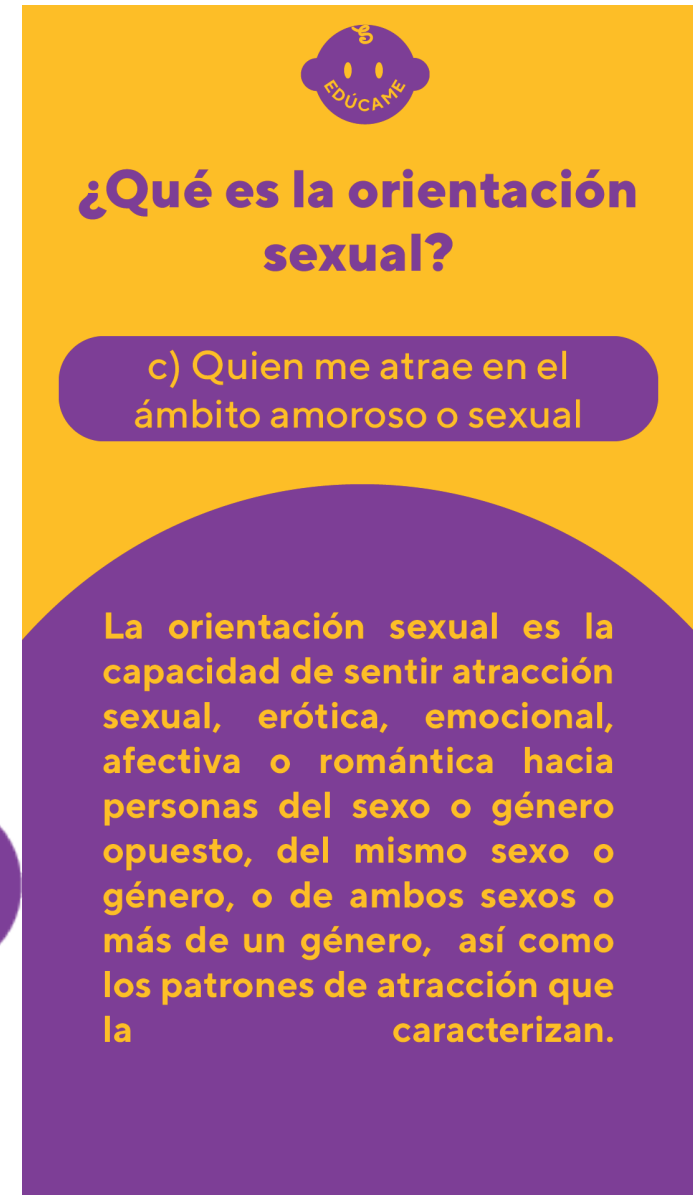 EDÚCAME
¿Qué es la orientación
sexual?
c) Quien me atrae en el
ámbito amoroso o sexual
La orientación sexual es la
capacidad de sentir atracción
sexual, erótica, emocional,
afectiva o romántica hacia
personas del sexo o género
opuesto, del mismo sexo o
género, o de ambos sexos o
más de un género, así como
los patrones de atracción que
la caracterizan.